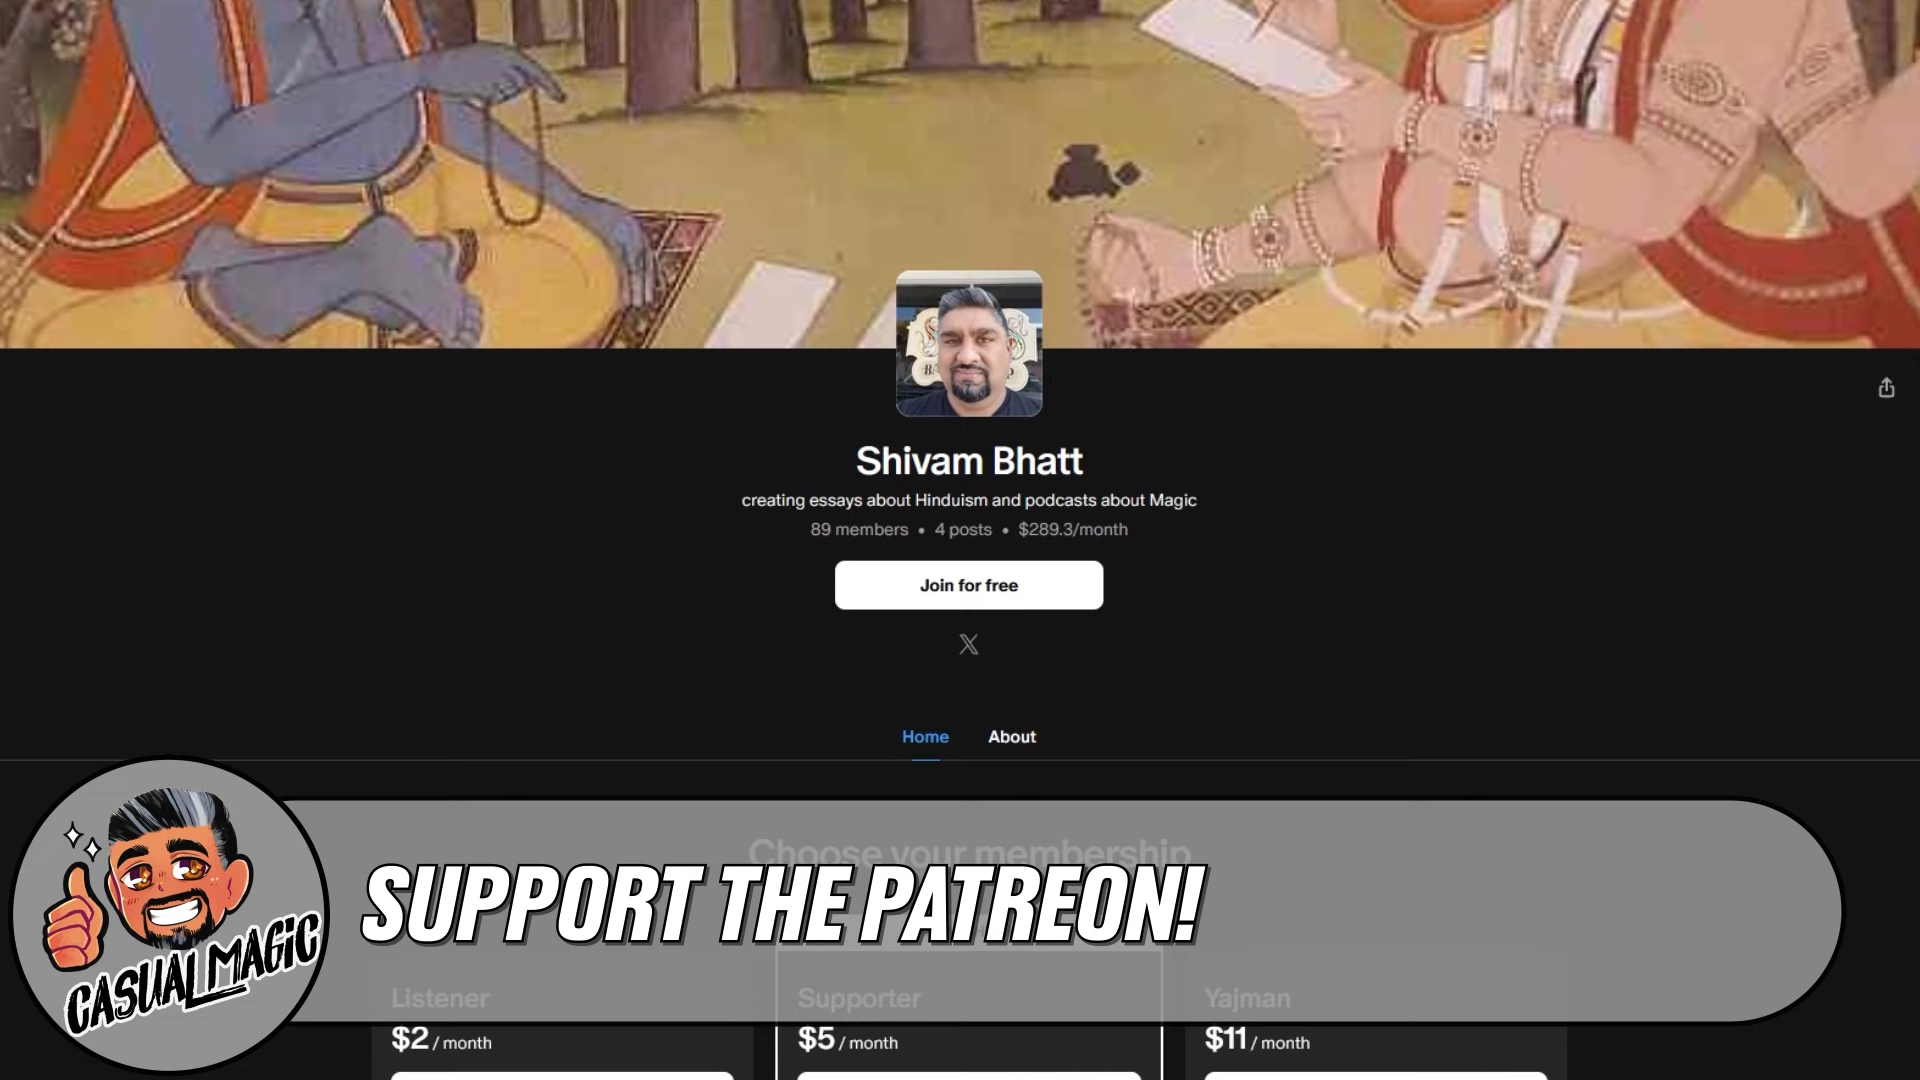 Shivam Bhatt
creating essays about Hinduism and podcasts about Magic
89 members • 4 posts • $289.3/month
Join for free
Home
About
Choose your membership
SUPPORT THE PATREON!
CASUAL MAGIC
Listener
$2 / month
Supporter
$5 / month
Yajman
$11 / month